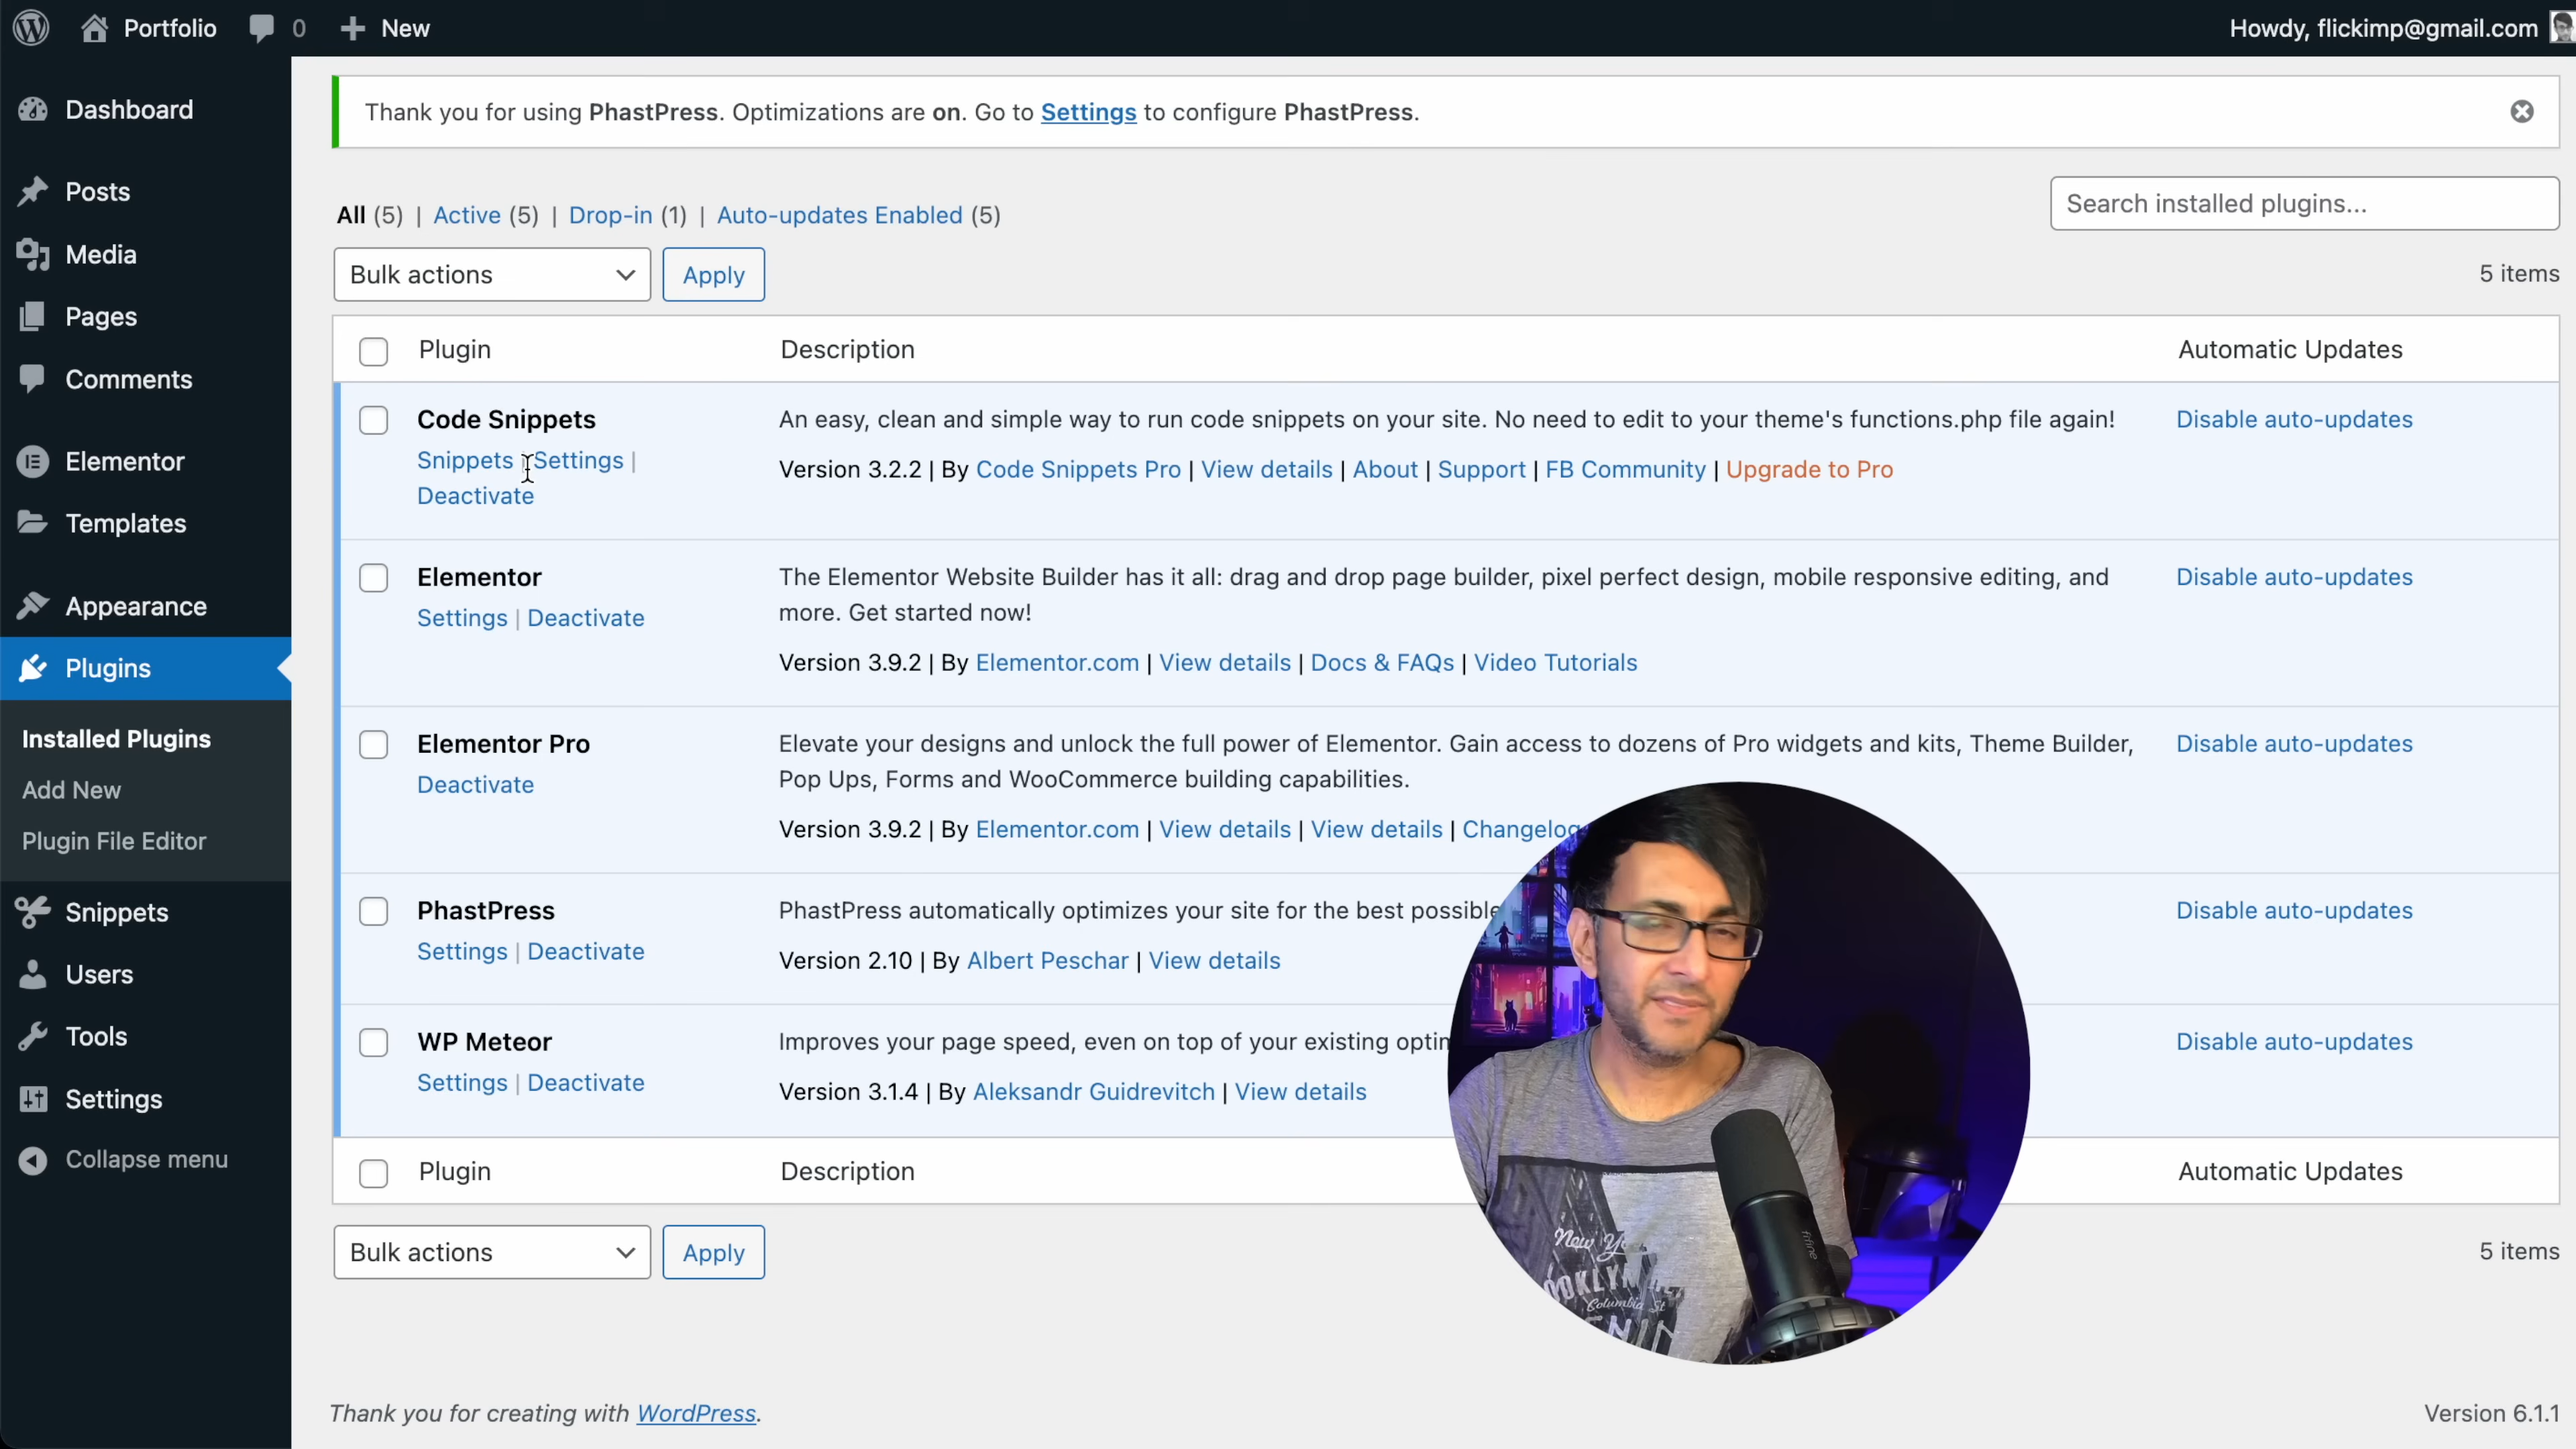 Portfolio 0 New Howdy, flickimp@gmail.com
Dashboard
Posts
Media
Pages
Comments
Elementor
Templates
Appearance
Plugins
Installed Plugins
Add New
Plugin File Editor
Snippets
Users
Tools
Settings
Collapse menu
Thank you for using PhastPress. Optimizations are on. Go to Settings to configure PhastPress.
All (5) | Active (5) | Drop-in (1) | Auto-updates Enabled (5)
Search installed plugins...
Bulk actions Apply 5 items
Plugin Description Automatic Updates
Code Snippets An easy, clean and simple way to run code snippets on your site. No need to edit to your theme's functions.php file again! Disable auto-updates
Snippets | Settings | Version 3.2.2 | By Code Snippets Pro | View details | About | Support | FB Community | Upgrade to Pro
Deactivate
Elementor The Elementor Website Builder has it all: drag and drop page builder, pixel perfect design, mobile responsive editing, and Disable auto-updates
Settings | Deactivate more. Get started now!
Version 3.9.2 | By Elementor.com | View details | Docs & FAQs | Video Tutorials
Elementor Pro Elevate your designs and unlock the full power of Elementor. Gain access to dozens of Pro widgets and kits, Theme Builder, Disable auto-updates
Deactivate Pop Ups, Forms and WooCommerce building capabilities.
Version 3.9.2 | By Elementor.com | View details | View details | Changelog
PhastPress PhastPress automatically optimizes your site for the best possible Disable auto-updates
Settings | Deactivate Version 2.10 | By Albert Peschar | View details
WP Meteor Improves your page speed, even on top of your existing Disable auto-updates
Settings | Deactivate Version 3.1.4 | By Aleksandr Guidrevitch | View details
Plugin Description Automatic Updates
Bulk actions Apply 5 items
New
Columbia St
fifine
Thank you for creating with WordPress. Version 6.1.1